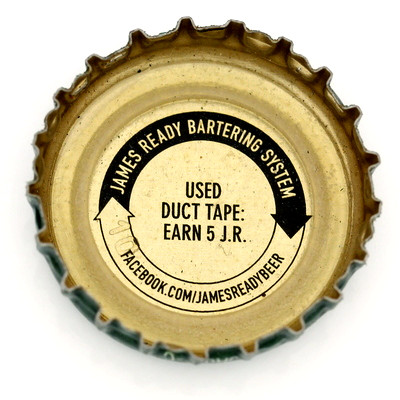 JAMES READY BARTERING SYSTEM
USED
DUCT TAPE:
EARN 5 J.R.
FACEBOOK.COM/JAMESREADYBEER